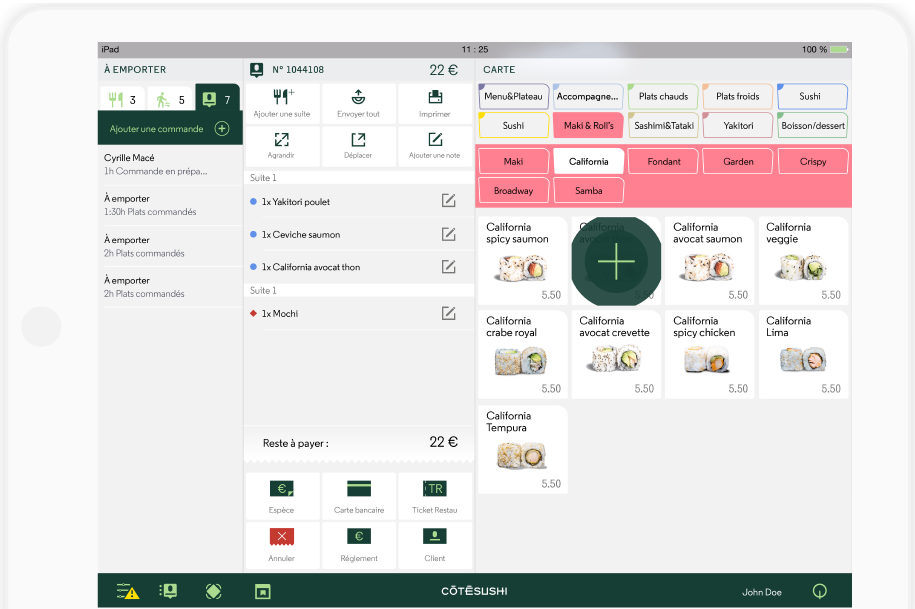 iPad
11 : 25
100 %
À EMPORTER
3
5
7
Ajouter une commande
Cyrille Macé
1h Commande en prépa...
À emporter
1:30h Plats commandés
À emporter
2h Plats commandés
À emporter
2h Plats commandés
N° 1044108
22 €
Ajouter une suite
Envoyer tout
Imprimer
Agrandir
Déplacer
Ajouter une note
Suite 1
1x Yakitori poulet
1x Ceviche saumon
1x California avocat thon
Suite 1
1x Mochi
Reste à payer :
22 €
€
TR
Espèce
Carte bancaire
Ticket Restau
€
Annuler
Règlement
Client
CARTE
Menu&Plateau
Accompagne...
Plats chauds
Plats froids
Sushi
Sushi
Maki & Roll's
Sashimi&Tataki
Yakitori
Boisson/dessert
Maki
California
Fondant
Garden
Crispy
Broadway
Samba
California
spicy saumon
5.50
California
California
avocat saumon
5.50
California
veggie
5.50
California
crabe royal
5.50
California
avocat crevette
5.50
California
spicy chicken
5.50
California
Lima
5.50
California
Tempura
5.50
CÔTÉSUSHI
John Doe